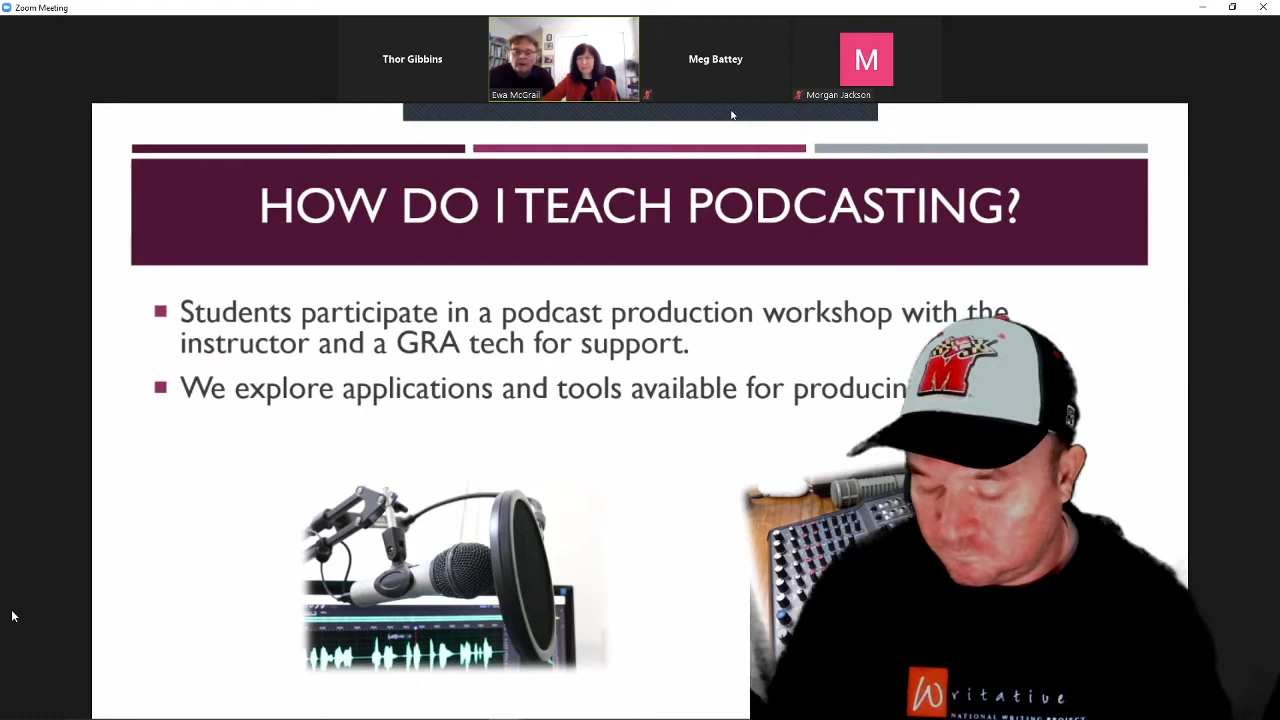 Zoom Meeting
Thor Gibbins
Ewa McGrail
Meg Battey
M
Morgan Jackson
HOW DO I TEACH PODCASTING?
Students participate in a podcast production workshop with the
instructor and a GRA tech for support.
We explore applications and tools available for producin
M
Writative
NATIONAL WRITING PROJECT